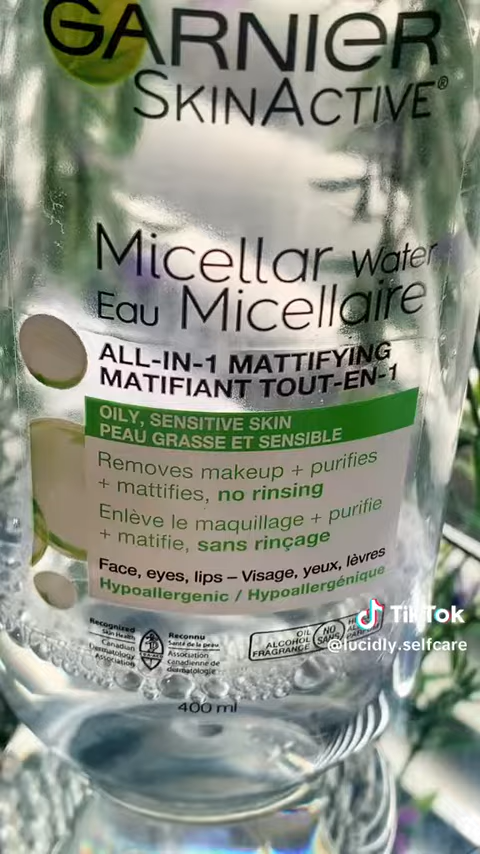 GARNIER
SKINACTIVE®
Micellar Water
Eau Micellaire
ALL-IN-1 MATTIFYING
MATIFIANT TOUT-EN-1
OILY, SENSITIVE SKIN
PEAU GRASSE ET SENSIBLE
Removes makeup + purifies
+ mattifies, no rinsing
Enlève le maquillage + purifie
+ matifie, sans rinçage
Face, eyes, lips – Visage, yeux, lèvres
Hypoallergenic / Hypoallergénique
Recognized
Skin Health
Canadian
Dermatology
Association
Reconnu
Santé de la peau
Association
canadienne de
dermatologie
OIL
ALCOHOL
FRAGRANCE
NO
SANS
400 ml
TikTok
@lucidly.selfcare